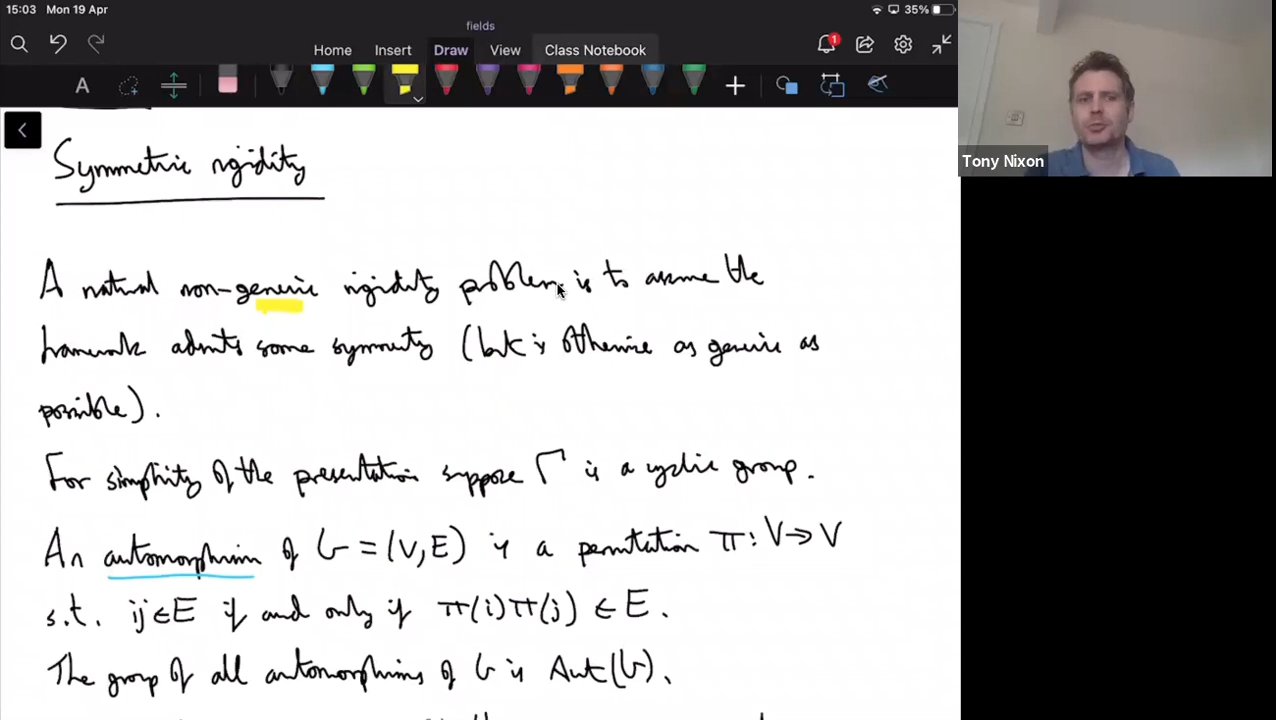 15:03 Mon 19 Apr
35%
fields
Home Insert Draw View Class Notebook
1
A
Tony Nixon
Symmetric rigidity
A natural non-generic rigidity problem is to assume the
framework admits some symmetry (but is otherwise as generic as
possible).
For simplicity of the presentation suppose Γ is a cyclic group.
An automorphism of G = (V, E) is a permutation π: V → V
s.t. ij ∈ E if and only if π(i)π(j) ∈ E.
The group of all automorphisms of G is Aut(G).